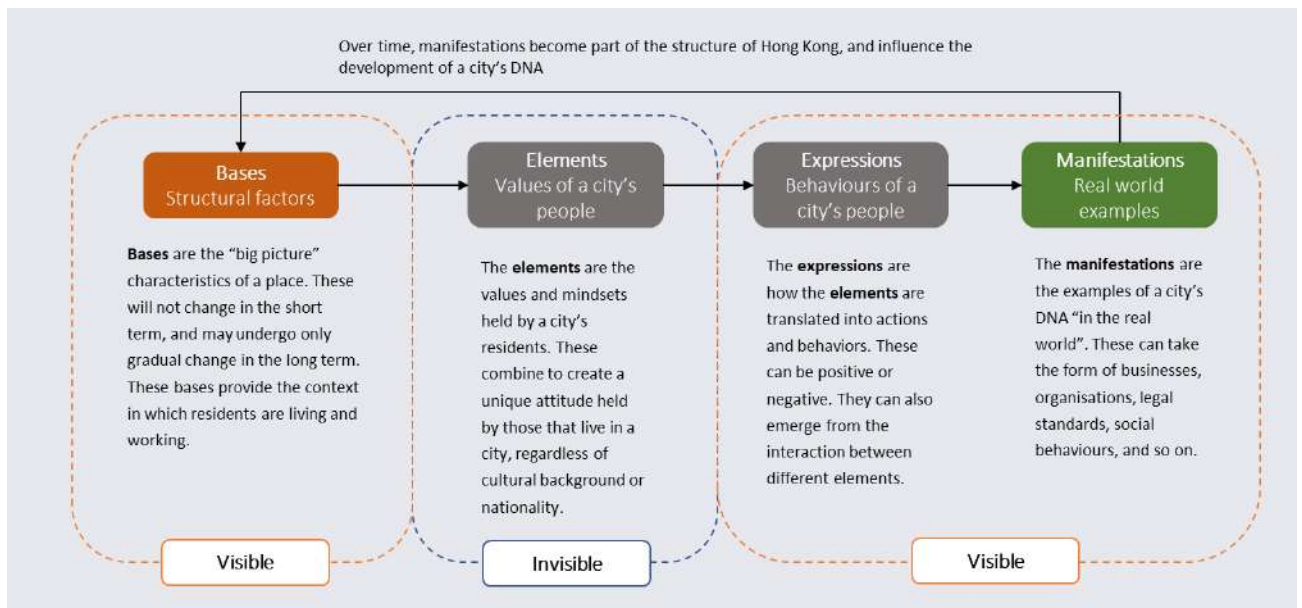 Over time, manifestations become part of the structure of Hong Kong, and influence the
development of a city's DNA
Bases
Structural factors
Elements
Values of a city's
people
Expressions
Behaviours of a
city's people
Manifestations
Real world
examples
Bases are the "big picture"
characteristics of a place. These
will not change in the short
term, and may undergo only
gradual change in the long term.
These bases provide the context
in which residents are living and
working.
The elements are the
values and mindsets
held by a city's
residents. These
combine to create a
unique attitude held
by those that live in a
city, regardless of
cultural background or
nationality.
The expressions are
how the elements are
translated into actions
and behaviors. These
can be positive or
negative. They can also
emerge from the
interaction between
different elements.
The manifestations are
the examples of a city's
DNA "in the real
world". These can take
the form of businesses,
organisations, legal
standards, social
behaviours, and so on.
Visible
Invisible
Visible